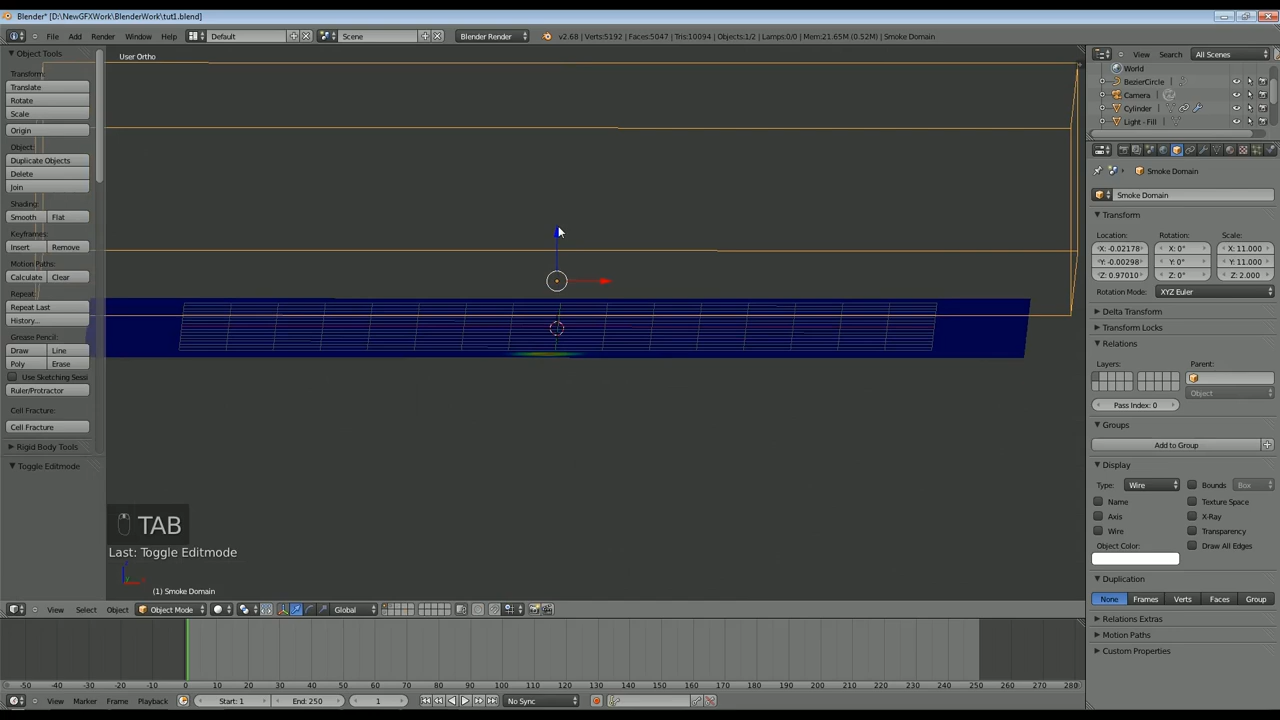 Blender* [D:\NewGFXWork\BlenderWork\tut1.blend]
File Add Render Window Help Default Scene Blender Render v2.68 | Verts:5192 | Faces:5047 | Tris:10094 | Objects:1/2 | Lamps:0/0 | Mem:21.65M (0.52M) | Smoke Domain
Object Tools
Transform:
Translate
Rotate
Scale
Origin
Object:
Duplicate Objects
Delete
Join
Shading:
Smooth Flat
Keyframes:
Insert Remove
Motion Paths:
Calculate Clear
Repeat:
Repeat Last
History...
Grease Pencil:
Draw Line
Poly Erase
Use Sketching Sessi
Ruler/Protractor
Cell Fracture:
Cell Fracture
Rigid Body Tools
Toggle Editmode
User Ortho
TAB
Last: Toggle Editmode
(1) Smoke Domain
View Select Object Object Mode Global
View Search All Scenes
World
BezierCircle
Camera
Cylinder
Light - Fill
Smoke Domain
Smoke Domain
Transform
Location: Rotation: Scale:
X: -0.02178 X: 0° X: 11.000
Y: -0.00298 Y: 0° Y: 11.000
Z: 0.97010 Z: 0° Z: 2.000
Rotation Mode: XYZ Euler
Delta Transform
Transform Locks
Relations
Layers: Parent:
Object
Pass Index: 0
Groups
Add to Group
Display
Type: Wire Bounds Box
Name Texture Space
Axis X-Ray
Wire Transparency
Object Color: Draw All Edges
Duplication
None Frames Verts Faces Group
Relations Extras
Motion Paths
Custom Properties
-50 -40 -30 -20 -10 0 10 20 30 40 50 60 70 80 90 100 110 120 130 140 150 160 170 180 190 200 210 220 230 240 250 260 270 280
View Marker Frame Playback Start: 1 End: 250 1 No Sync